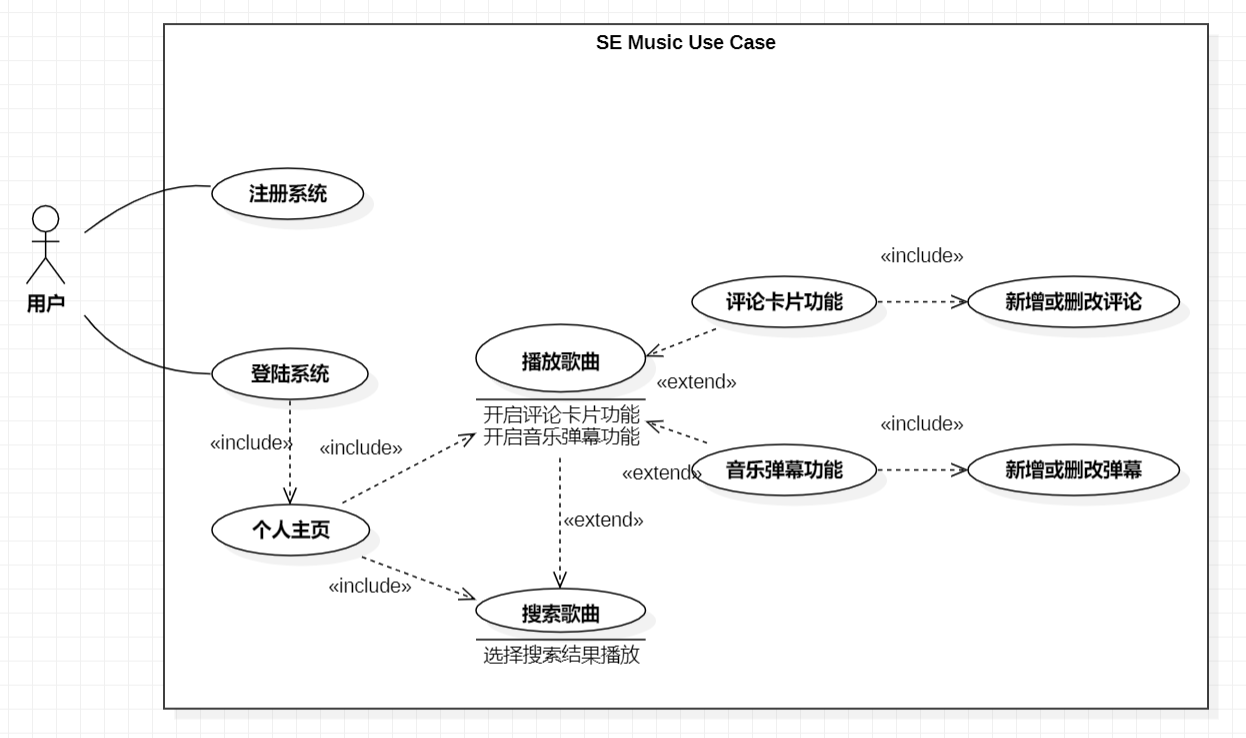 SE Music Use Case
注册系统
用户
«include»
评论卡片功能
新增或删改评论
播放歌曲
登陆系统
«extend»
开启评论卡片功能
开启音乐弹幕功能
«include»
«include»
«include»
«extend»
音乐弹幕功能
新增或删改弹幕
«extend»
个人主页
«include»
搜索歌曲
选择搜索结果播放